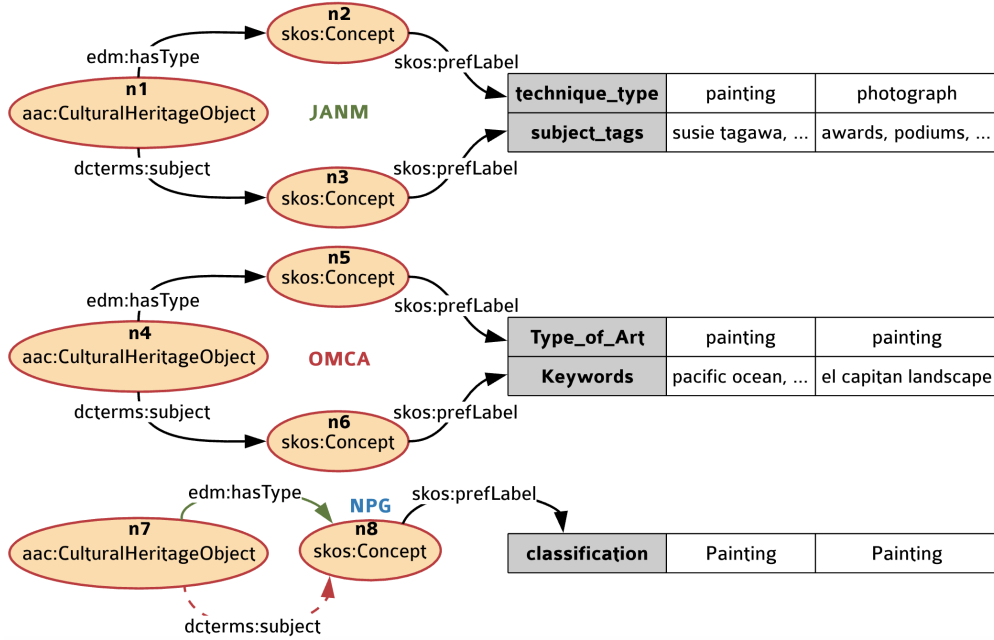 n2
skos:Concept
edm:hasType
skos:prefLabel
n1
aac:CulturalHeritageObject
JANM
technique_type painting photograph
subject_tags susie tagawa, ... awards, podiums, ...
dcterms:subject
skos:prefLabel
n3
skos:Concept
n5
skos:Concept
edm:hasType
skos:prefLabel
n4
aac:CulturalHeritageObject
OMCA
Type_of_Art painting painting
Keywords pacific ocean, ... el capitan landscape
dcterms:subject
skos:prefLabel
n6
skos:Concept
edm:hasType
NPG
skos:prefLabel
n7
aac:CulturalHeritageObject
n8
skos:Concept
classification Painting Painting
dcterms:subject